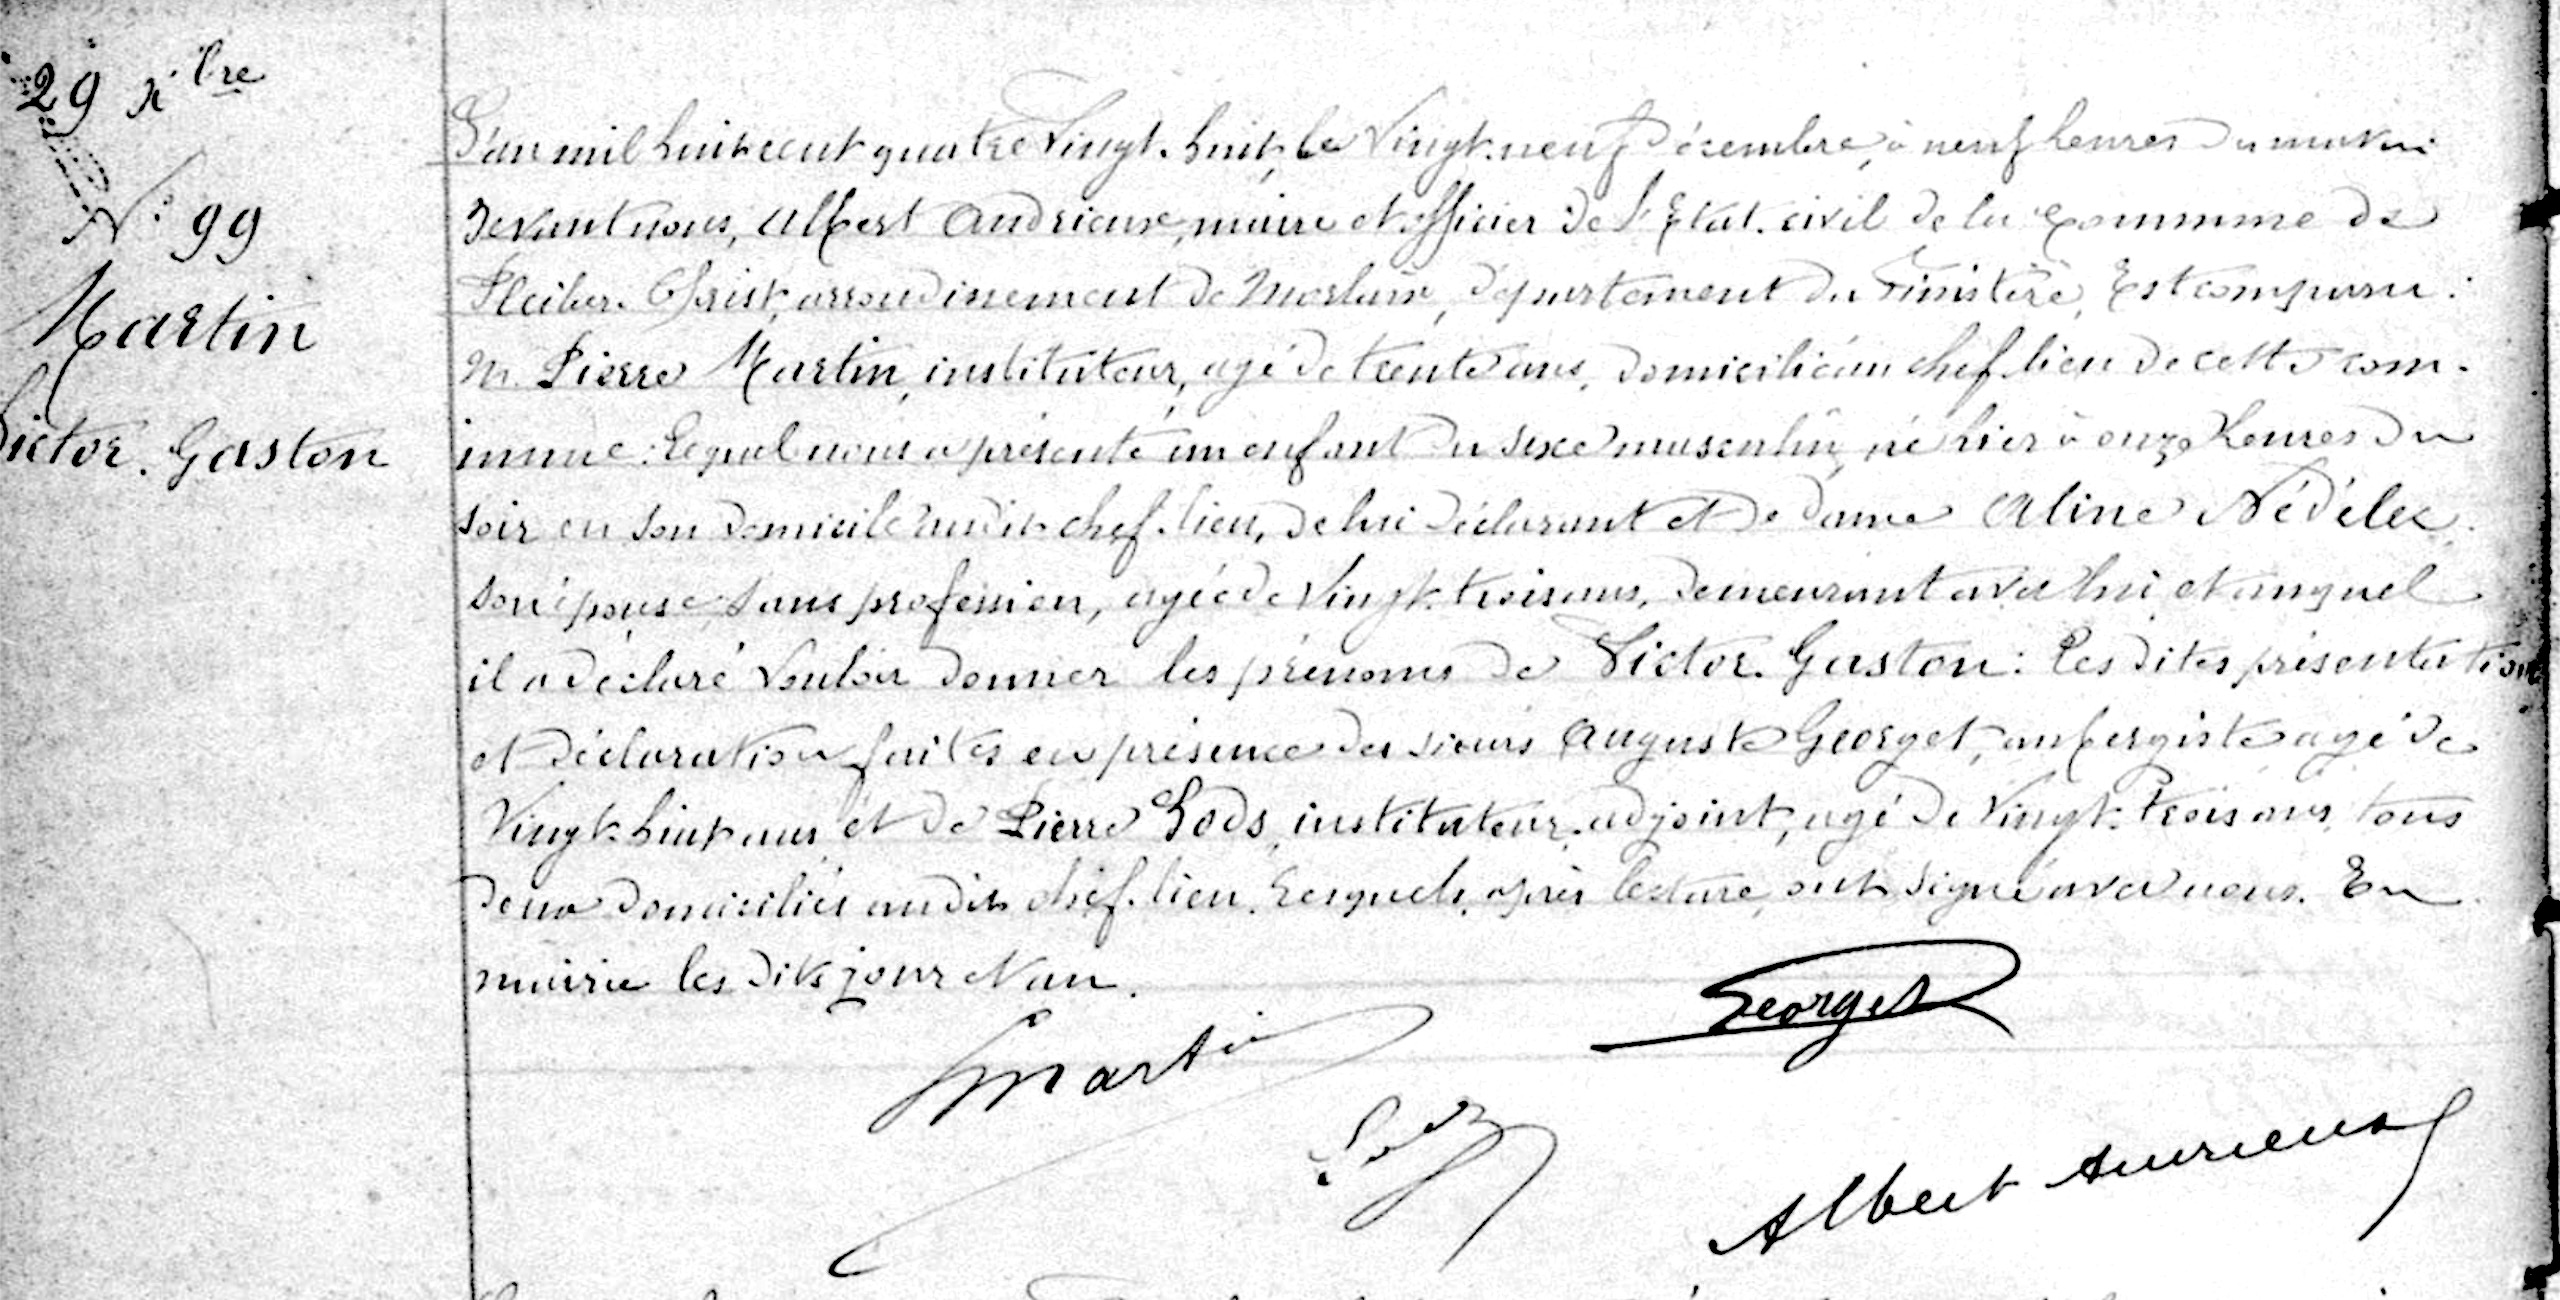 29 Xbre
N° 99
Martin
Victor. Gaston
L'an mil huit cent quatre Vingt. huit, le Vingt. neuf Décembre, à neuf heures du matin
devant nous, Albert Andrieux, maire et officier de l'Etat. civil de la Commune de
Pleiber. Christ, arrondissement de Morlaix, département du Finistère, Est comparu :
M. Pierre Martin, instituteur, agé de trente ans, domicilié au chef. lieu de cette com.
mune : Lequel nous a présenté un enfant du sexe masculin, né hier à onze heures du
soir en son domicile audit chef. lieu, de lui déclarant et de dame Aline Nédélec
son épouse, sans profession, agée de Vingt. trois ans, demeurant avec lui et auquel
il a déclaré vouloir donner les prénoms de Victor. Gaston : Les dites présentation
et déclaration faites en présence des sieurs Auguste Georget, aubergiste agé de
Vingt. huit ans et de Pierre Bods, instituteur. adjoint, agé de Vingt. trois ans, tous
deux domiciliés audit chef. lieu. Lesquels, après lecture, ont signé avec nous. En
mairie les dits jour et an.
Martin
Georget
Albert Andrieux